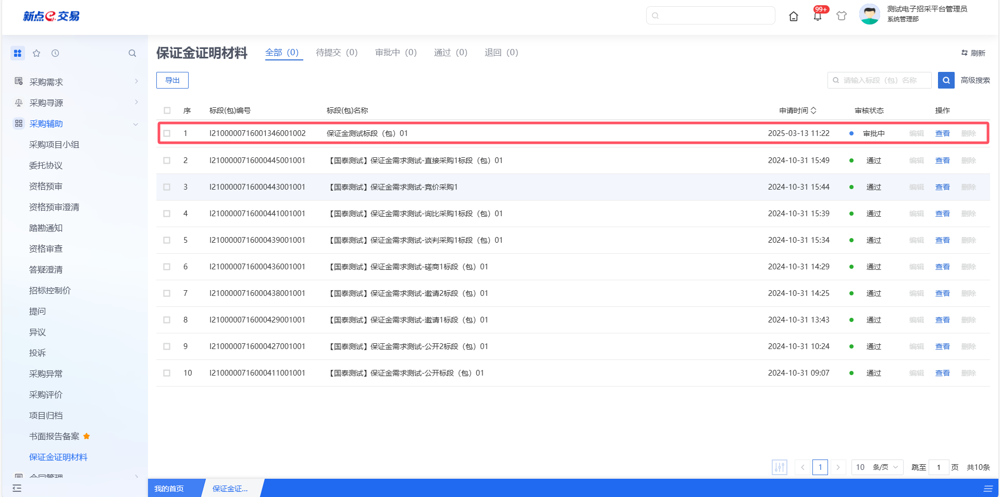 新点e交易
99+
测试电子招采平台管理员
系统管理部
保证金证明材料
全部（0） 待提交（0） 审批中（0） 通过（0） 退回（0）
刷新
导出
请输入标段（包）名称
高级搜索
采购需求
采购寻源
采购辅助
采购项目小组
委托协议
资格预审
资格预审澄清
踏勘通知
资格审查
答疑澄清
招标控制价
提问
异议
投诉
采购异常
采购评价
项目归档
书面报告备案
保证金证明材料
合同管理
序 标段(包)编号 标段(包)名称 申请时间 审核状态 操作
1 I2100000716001346001002 保证金测试标段（包）01 2025-03-13 11:22 审批中 编辑 查看 删除
2 I2100000716000445001001 【国泰测试】保证金需求测试-直接采购1标段（包）01 2024-10-31 15:49 通过 编辑 查看 删除
3 I2100000716000443001001 【国泰测试】保证金需求测试-竞价采购1 2024-10-31 15:44 通过 编辑 查看 删除
4 I2100000716000441001001 【国泰测试】保证金需求测试-询比采购1标段（包）01 2024-10-31 15:39 通过 编辑 查看 删除
5 I2100000716000439001001 【国泰测试】保证金需求测试-谈判采购1标段（包）01 2024-10-31 15:34 通过 编辑 查看 删除
6 I2100000716000436001001 【国泰测试】保证金需求测试-磋商1标段（包）01 2024-10-31 14:29 通过 编辑 查看 删除
7 I2100000716000438001001 【国泰测试】保证金需求测试-邀请2标段（包）01 2024-10-31 14:25 通过 编辑 查看 删除
8 I2100000716000429001001 【国泰测试】保证金需求测试-邀请1标段（包）01 2024-10-31 13:43 通过 编辑 查看 删除
9 I2100000716000427001001 【国泰测试】保证金需求测试-公开2标段（包）01 2024-10-31 10:24 通过 编辑 查看 删除
10 I2100000716000411001001 【国泰测试】保证金需求测试-公开标段（包）01 2024-10-31 09:07 通过 编辑 查看 删除
1 10 条/页 跳至 1 页 共10条
我的首页 保证金证...